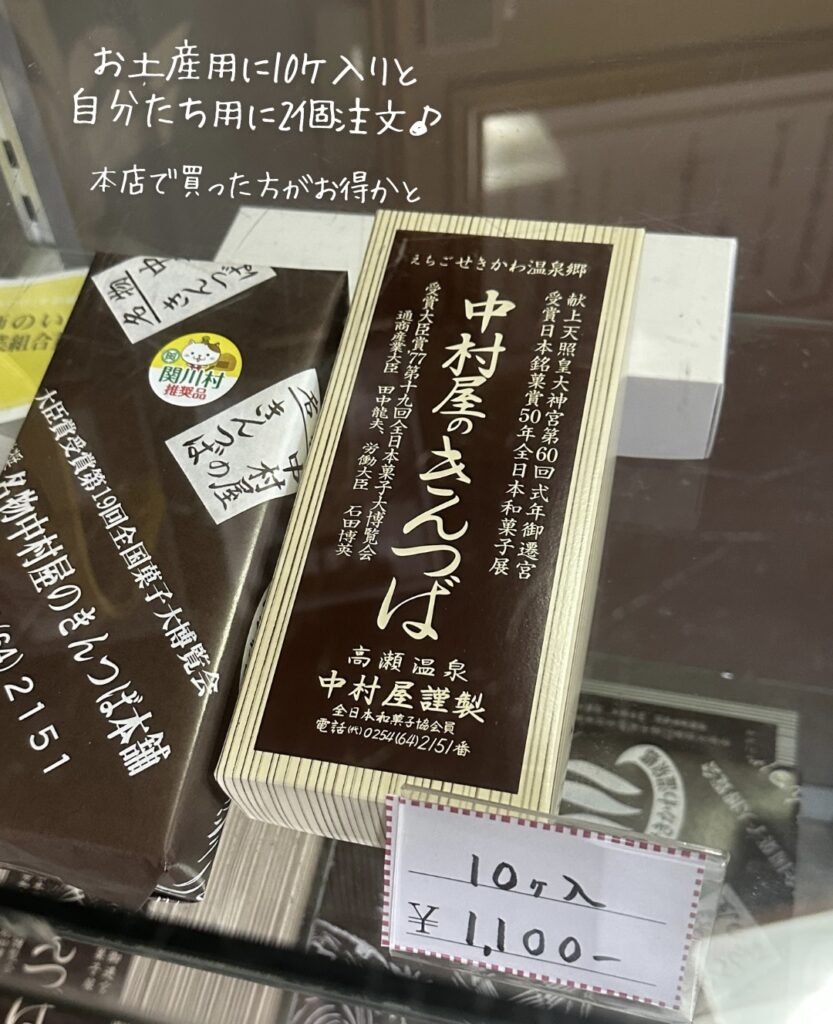 お土産用に10ケ入りと
自分たち用に2個注文♪
本店で買った方がお得かと
えちごせきかわ温泉郷
献上天照皇大神宮第60回式年御遷宮
受賞日本銘菓賞50年全日本和菓子展
中村屋のきんつば
受賞大臣賞'77第十九回全日本菓子大博覧会
通商産業大臣 田中龍夫、労働大臣 石田博英
高瀬温泉
中村屋謹製
全日本和菓子協会員
電話(代)0254(64)2151番
10ヶ入
¥1,100-
名物
きんつば
関川村
推奨品
中村屋
きんつばの
大臣賞受賞第19回全国菓子大博覧会
名物中村屋のきんつば本舗
(64)2151